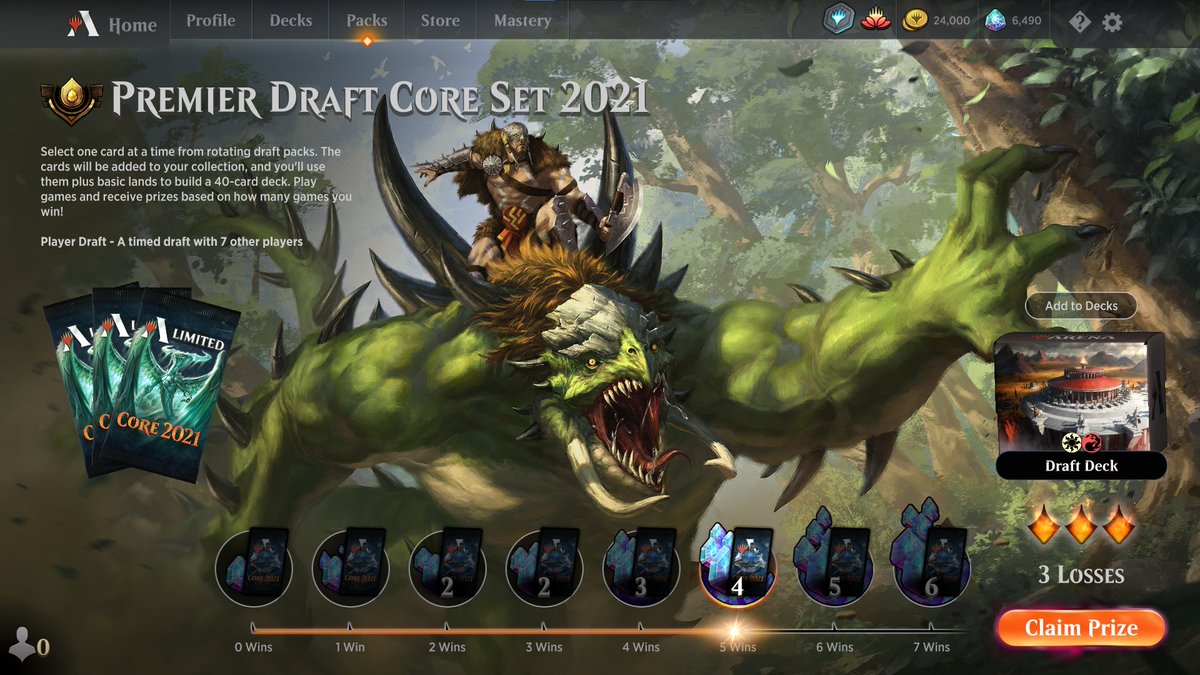 Home
Profile
Decks
Packs
Store
Mastery
24,000
6,490
?
PREMIER DRAFT CORE SET 2021
Select one card at a time from rotating draft packs. The
cards will be added to your collection, and you'll use
them plus basic lands to build a 40-card deck. Play
games and receive prizes based on how many games you
win!
Player Draft - A timed draft with 7 other players
Add to Decks
ARENA
LIMITED
CORE 2021
Draft Deck
2
2
3
4
5
6
3 LOSSES
Claim Prize
0 Wins
1 Win
2 Wins
3 Wins
4 Wins
5 Wins
6 Wins
7 Wins
0